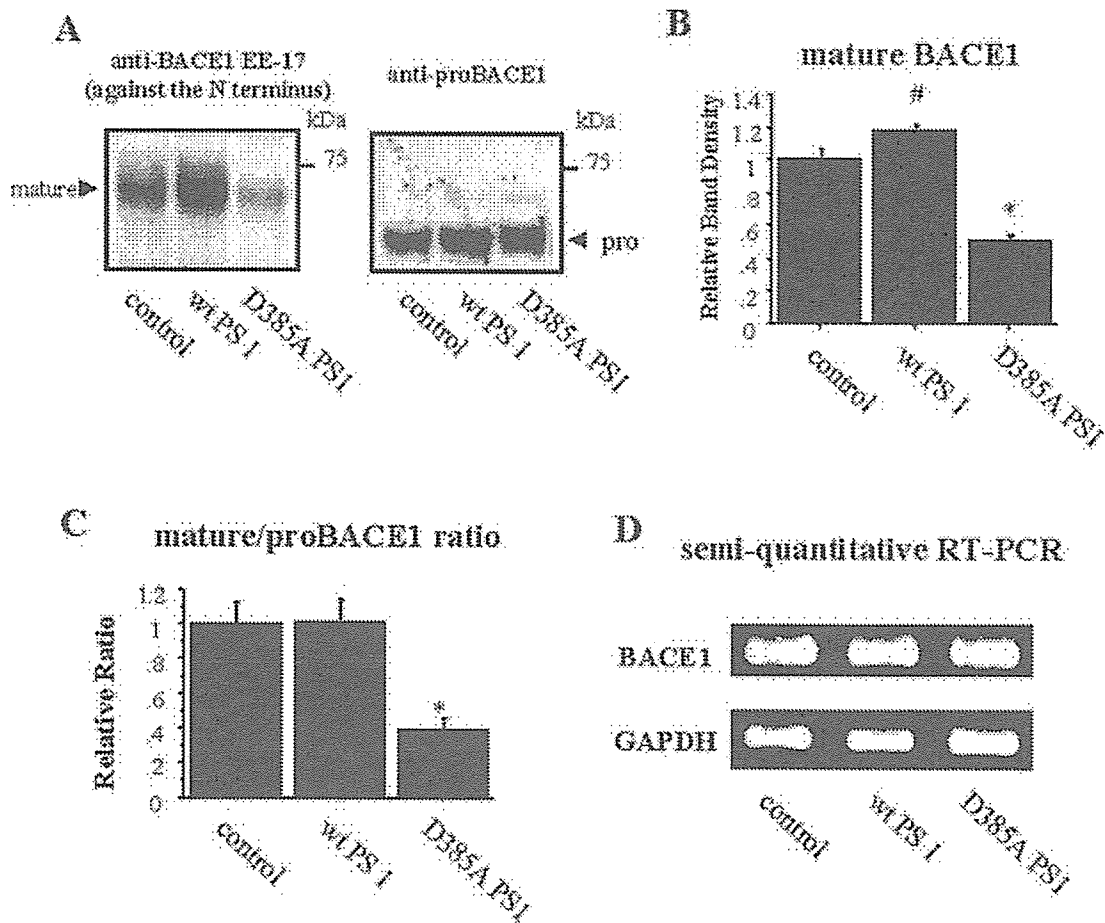 A
anti-BACE1 EE-17
(against the N terminus)
anti-proBACE1
kDa
75
kDa
75
mature
pro
control
wt PS 1
D385A PS1
control
wt PS 1
D385A PS1
B
mature BACE1
Relative Band Density
1.4
1.2
1
.8
.6
.4
.2
0
#
*
control
wt PS 1
D385A PS1
C
mature/proBACE1 ratio
Relative Ratio
1.2
1
.8
.6
.4
.2
0
*
control
wt PS 1
D385A PS1
D
semi-quantitative RT-PCR
BACE1
GAPDH
control
wt PS 1
D385A PS1